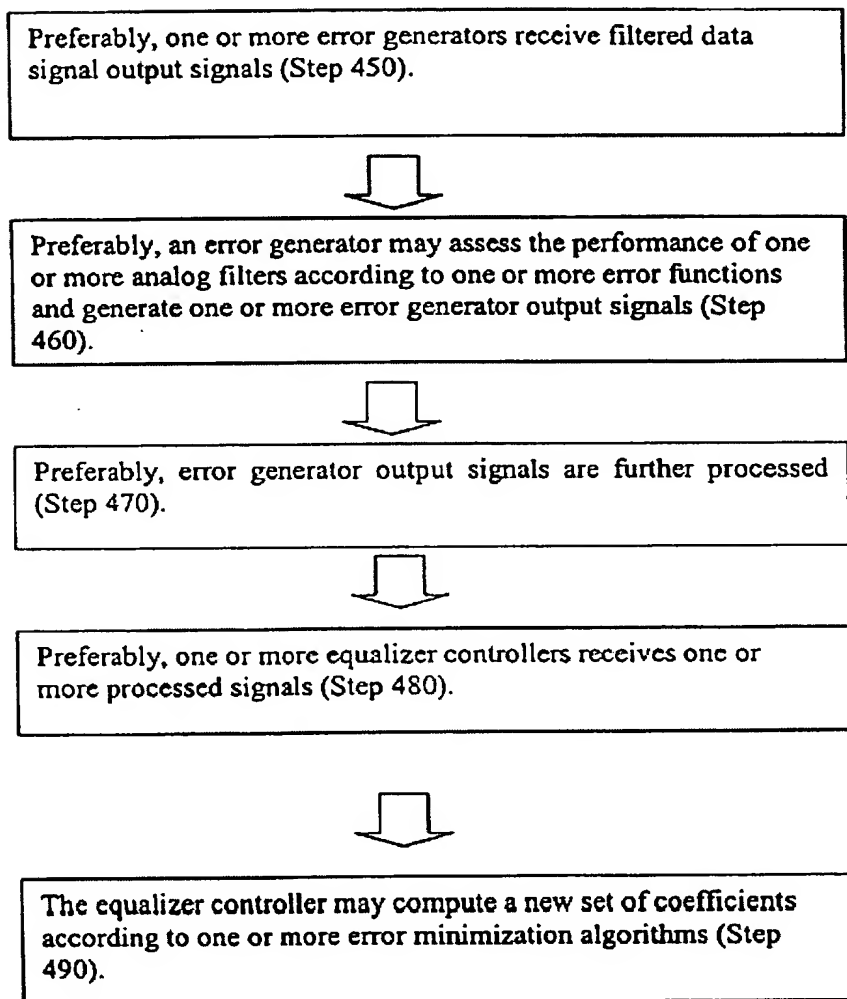 Preferably, one or more error generators receive filtered data
signal output signals (Step 450).
Preferably, an error generator may assess the performance of one
or more analog filters according to one or more error functions
and generate one or more error generator output signals (Step
460).
Preferably, error generator output signals are further processed
(Step 470).
Preferably, one or more equalizer controllers receives one or
more processed signals (Step 480).
The equalizer controller may compute a new set of coefficients
according to one or more error minimization algorithms (Step
490).